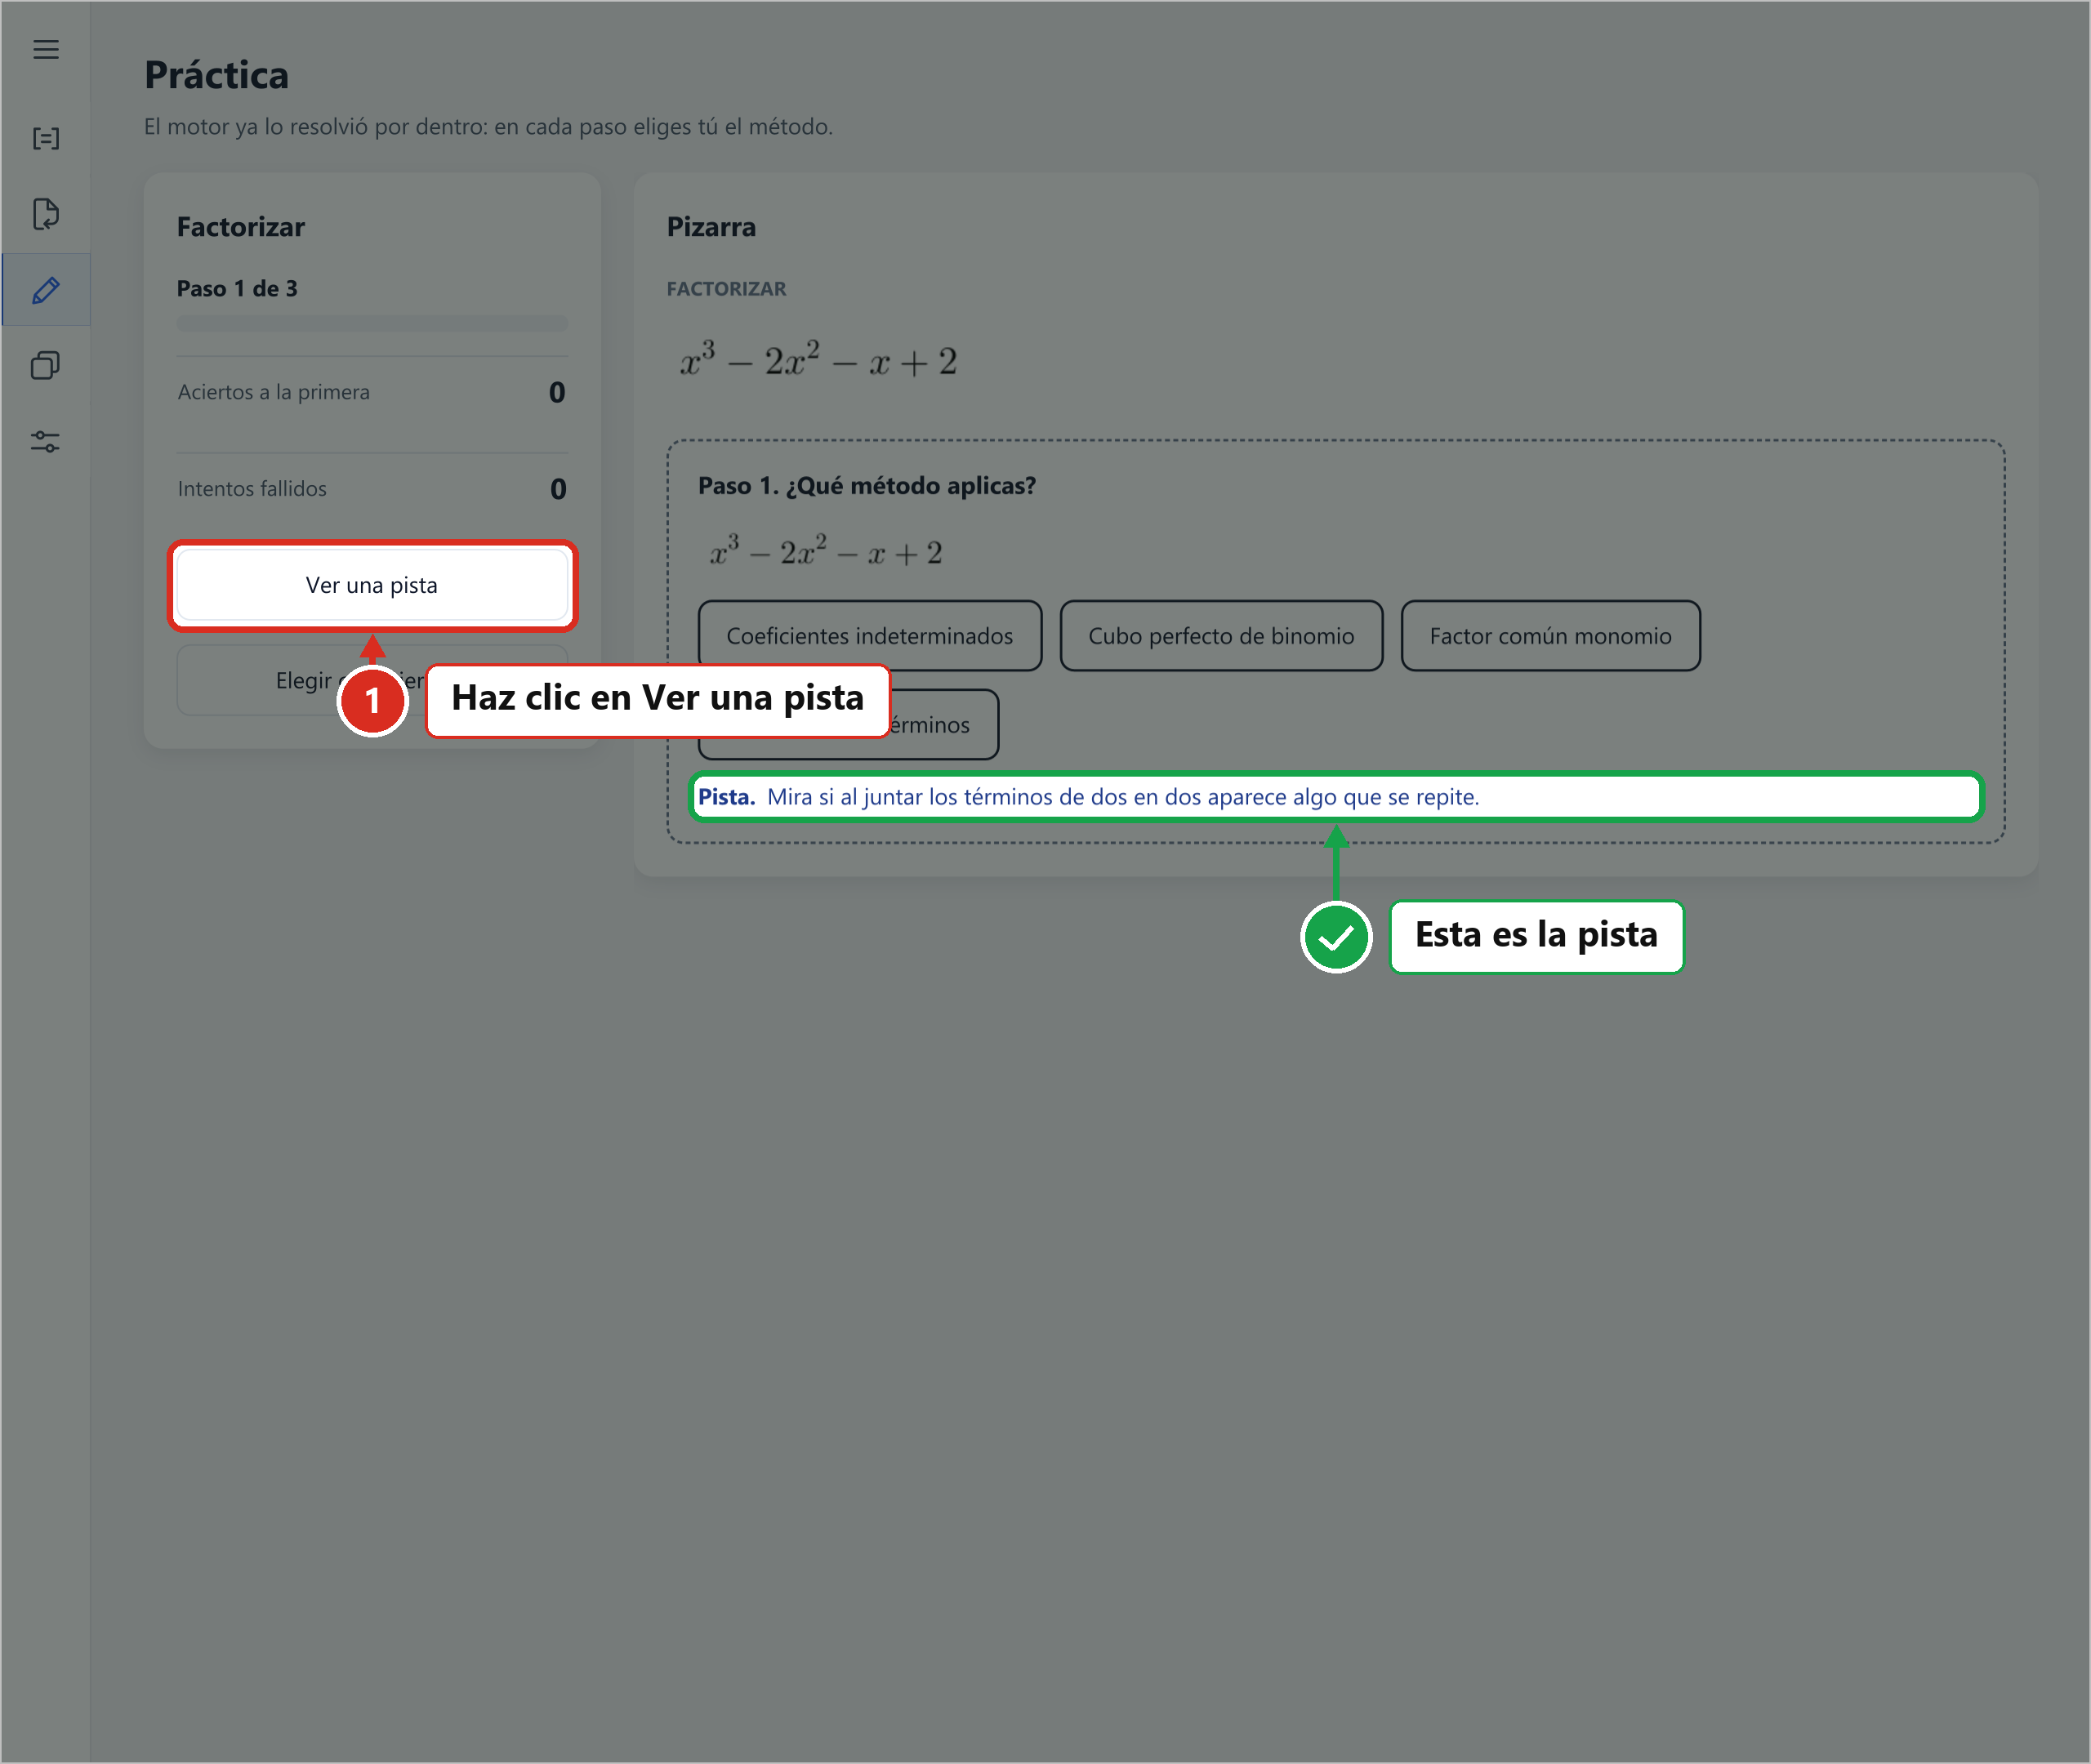 Práctica
El motor ya lo resolvió por dentro: en cada paso eliges tú el método.
Factorizar
Paso 1 de 3
Aciertos a la primera 0
Intentos fallidos 0
Ver una pista
Elegir
1
Haz clic en Ver una pista
Pizarra
FACTORIZAR
x³ − 2x² − x + 2
Paso 1. ¿Qué método aplicas?
x³ − 2x² − x + 2
Coeficientes indeterminados
Cubo perfecto de binomio
Factor común monomio
érminos
Pista. Mira si al juntar los términos de dos en dos aparece algo que se repite.
Esta es la pista